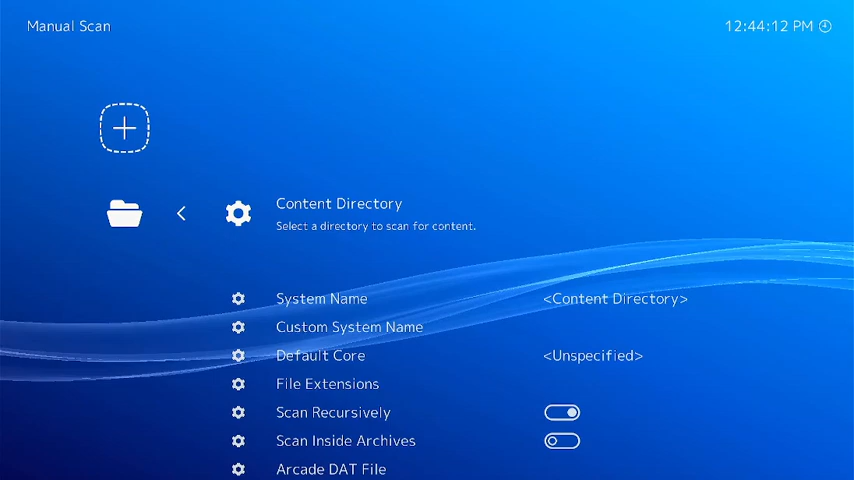 Manual Scan
12:44:12 PM
Content Directory
Select a directory to scan for content.
System Name <Content Directory>
Custom System Name
Default Core <Unspecified>
File Extensions
Scan Recursively
Scan Inside Archives
Arcade DAT File